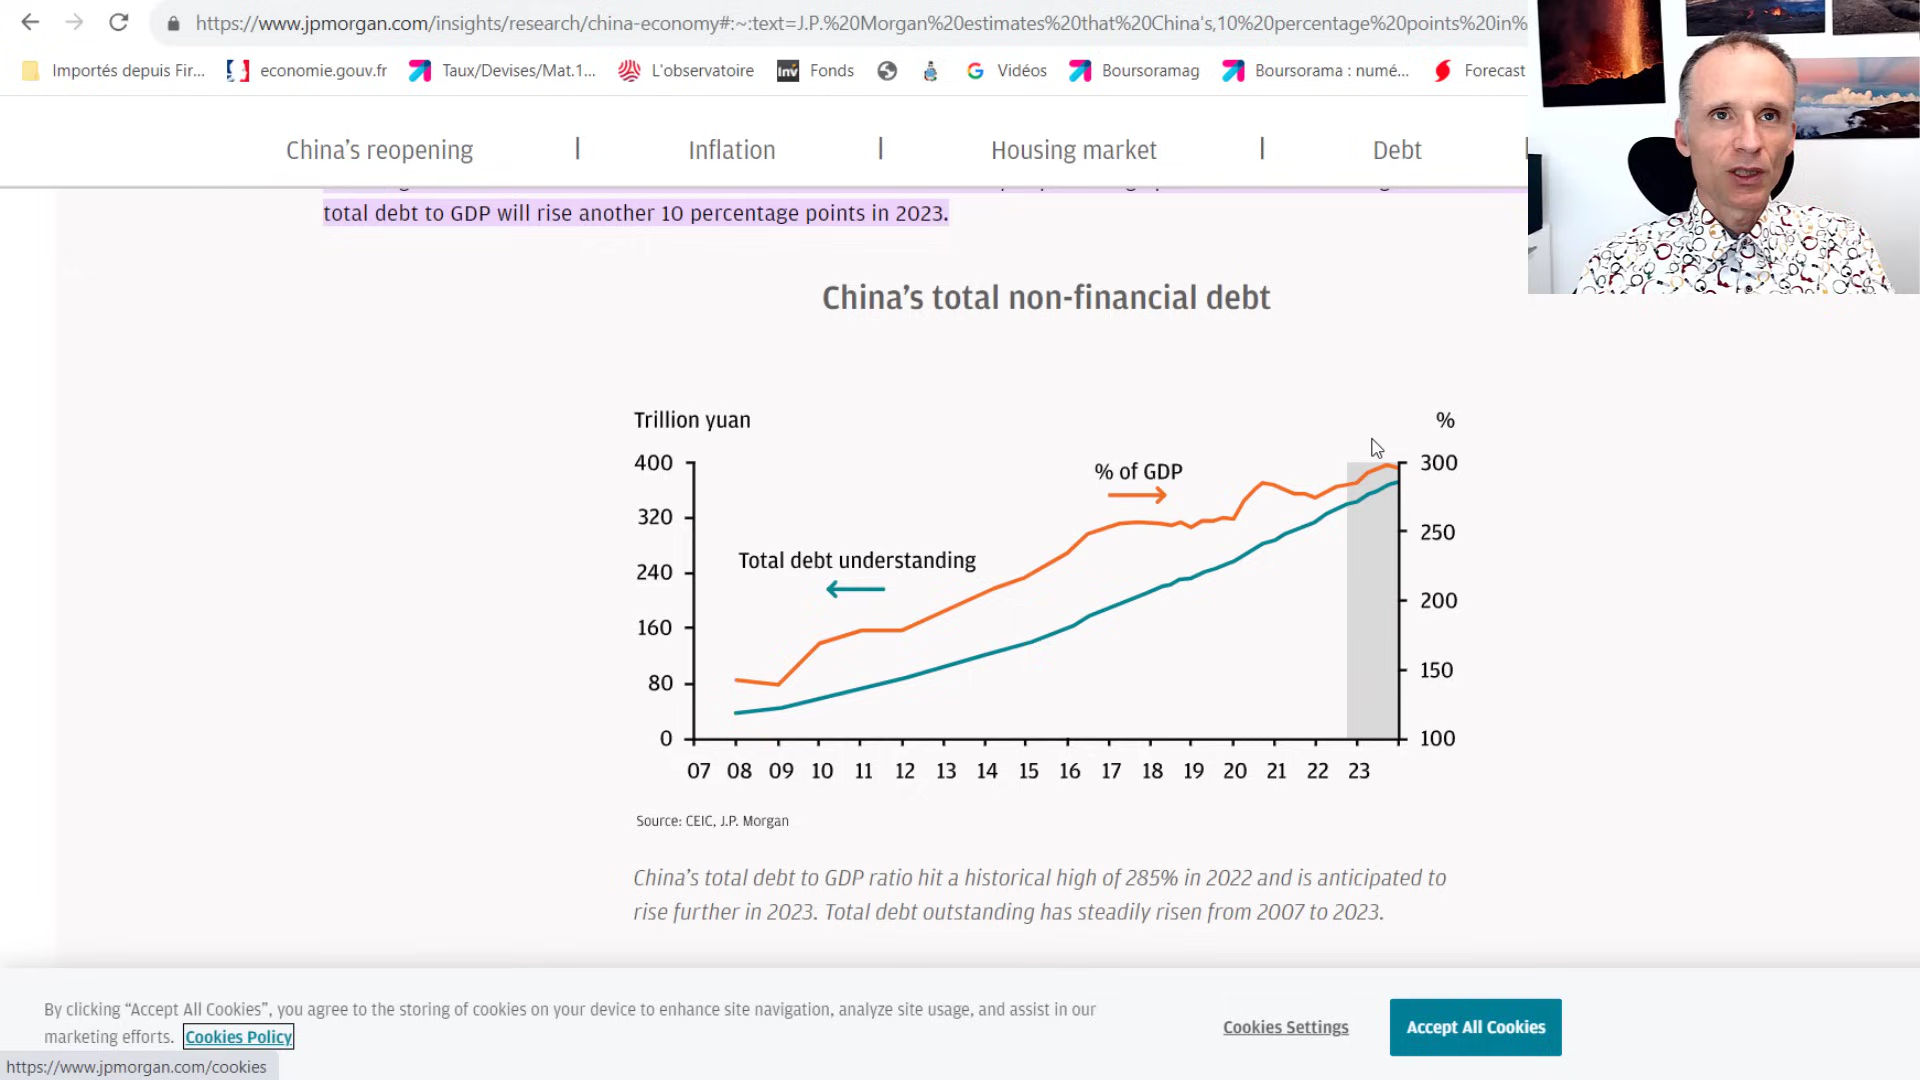 https://www.jpmorgan.com/insights/research/china-economy#:~:text=J.P.%20Morgan%20estimates%20that%20China's,10%20percentage%20points%20in%
Importés depuis Fir...
economie.gouv.fr
Taux/Devises/Mat.1...
L'observatoire
Inv
Fonds
G
Vidéos
Boursoramag
Boursorama : numé...
Forecast
China's reopening
Inflation
Housing market
Debt
total debt to GDP will rise another 10 percentage points in 2023.
China's total non-financial debt
Trillion yuan
%
400
320
240
160
80
0
% of GDP
Total debt understanding
300
250
200
150
100
07 08 09 10 11 12 13 14 15 16 17 18 19 20 21 22 23
Source: CEIC, J.P. Morgan
China's total debt to GDP ratio hit a historical high of 285% in 2022 and is anticipated to
rise further in 2023. Total debt outstanding has steadily risen from 2007 to 2023.
By clicking “Accept All Cookies”, you agree to the storing of cookies on your device to enhance site navigation, analyze site usage, and assist in our
marketing efforts. Cookies Policy
Cookies Settings
Accept All Cookies
https://www.jpmorgan.com/cookies